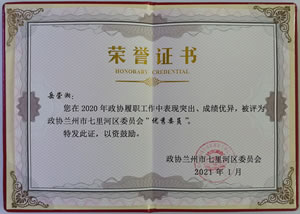 荣誉证书
HONORARY CREDENTIAL
您在2020年政协履职工作中表现突出、成绩优异，被评为
政协兰州市七里河区委员会“优秀委员”。
特发此证，以资鼓励。
政协兰州市七里河区委员会
2021年1月